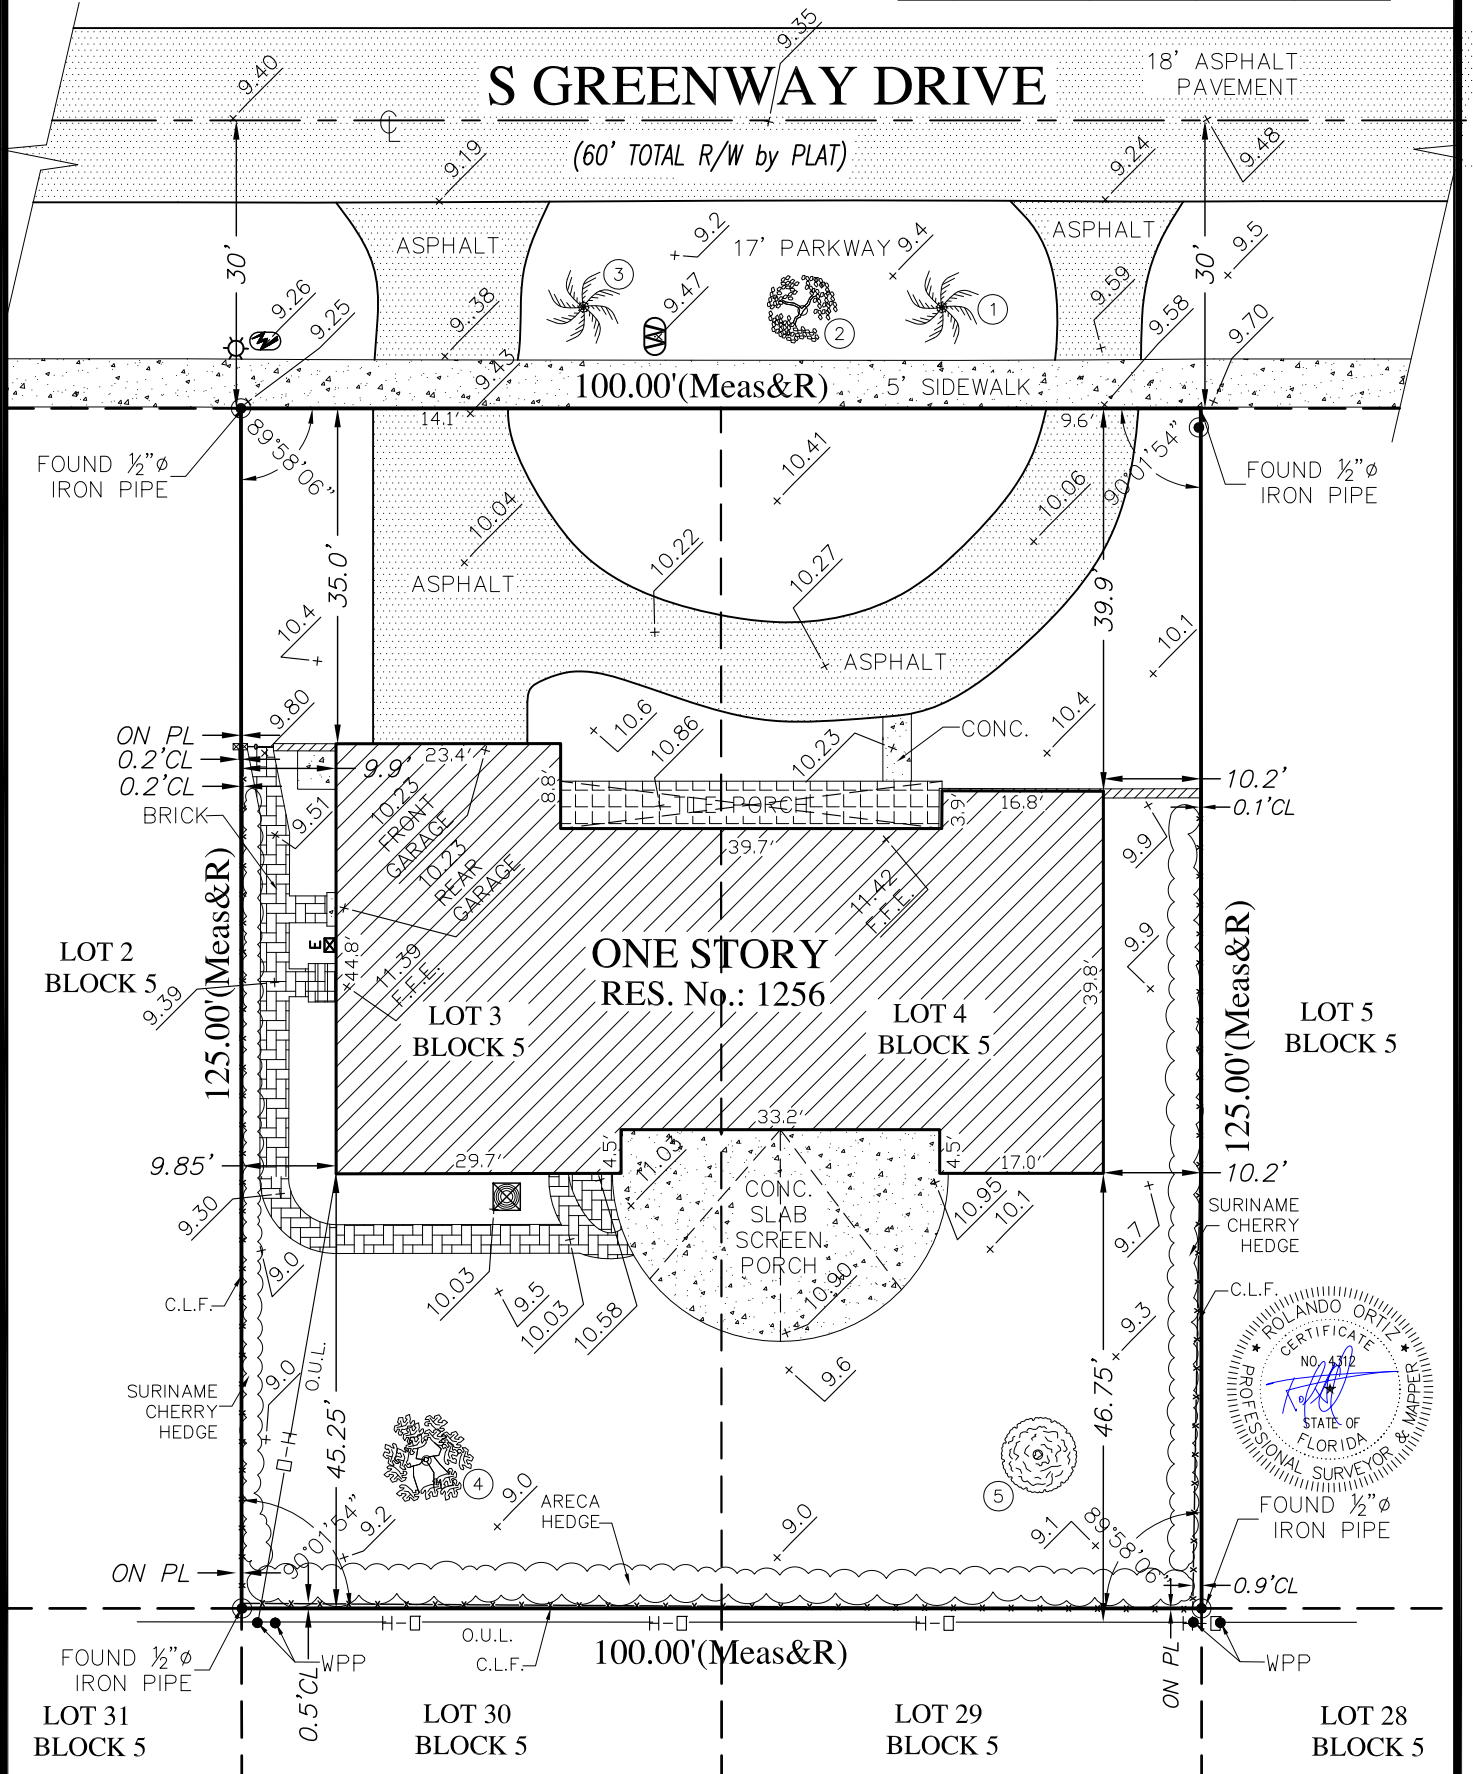 9.35
9.40
S GREENWAY DRIVE
18' ASPHALT
PAVEMENT
(60' TOTAL R/W by PLAT)
9.19
9.24
9.48
ASPHALT
9.2
17' PARKWAY
9.4
ASPHALT
9.5
30'
30'
9.26
9.25
9.38
3
9.47
2
1
9.59
9.58
9.70
9.43
100.00'(Meas&R)
5' SIDEWALK
14.1'
9.6'
89°58'06"
90°01'54"
FOUND ½"ø
IRON PIPE
FOUND ½"ø
IRON PIPE
10.41
10.04
10.06
10.22
10.27
35.0'
39.9'
ASPHALT
10.4
10.1
ASPHALT
9.80
10.6
10.86
10.23
CONC.
10.4
ON PL
0.2'CL
0.2'CL
9.9'
23.4'
8.8'
TILE PORCH
3.9'
16.8'
10.2'
0.1'CL
BRICK
9.51
10.23
FRONT
GARAGE
10.23
REAR
GARAGE
39.7'
11.42
F.F.E.
9.9
125.00'(Meas&R)
125.00'(Meas&R)
LOT 2
BLOCK 5
9.39
E
44.8'
11.39
F.F.E.
ONE STORY
RES. No.: 1256
39.8'
9.9
LOT 3
BLOCK 5
LOT 4
BLOCK 5
LOT 5
BLOCK 5
33.2'
9.85'
29.7'
4.5'
11.03
4.5'
17.0'
10.2'
CONC.
SLAB
SCREEN
PORCH
10.95
10.1
SURINAME
CHERRY
HEDGE
9.30
9.0
9.7
10.03
9.5
10.03
10.58
10.90
C.L.F.
C.L.F.
9.3
9.6
O.U.L.
9.0
SURINAME
CHERRY
HEDGE
45.25'
46.75'
ROLANDO ORTIZ
CERTIFICATE
NO. 4312
STATE OF
FLORIDA
PROFESSIONAL SURVEYOR & MAPPER
4
5
9.0
ARECA
HEDGE
9.2
9.0
9.1
90°01'54"
89°58'06"
FOUND ½"ø
IRON PIPE
ON PL
0.9'CL
O.U.L.
C.L.F.
100.00'(Meas&R)
FOUND ½"ø
IRON PIPE
WPP
0.5'CL
ON PL
WPP
LOT 31
BLOCK 5
LOT 30
BLOCK 5
LOT 29
BLOCK 5
LOT 28
BLOCK 5